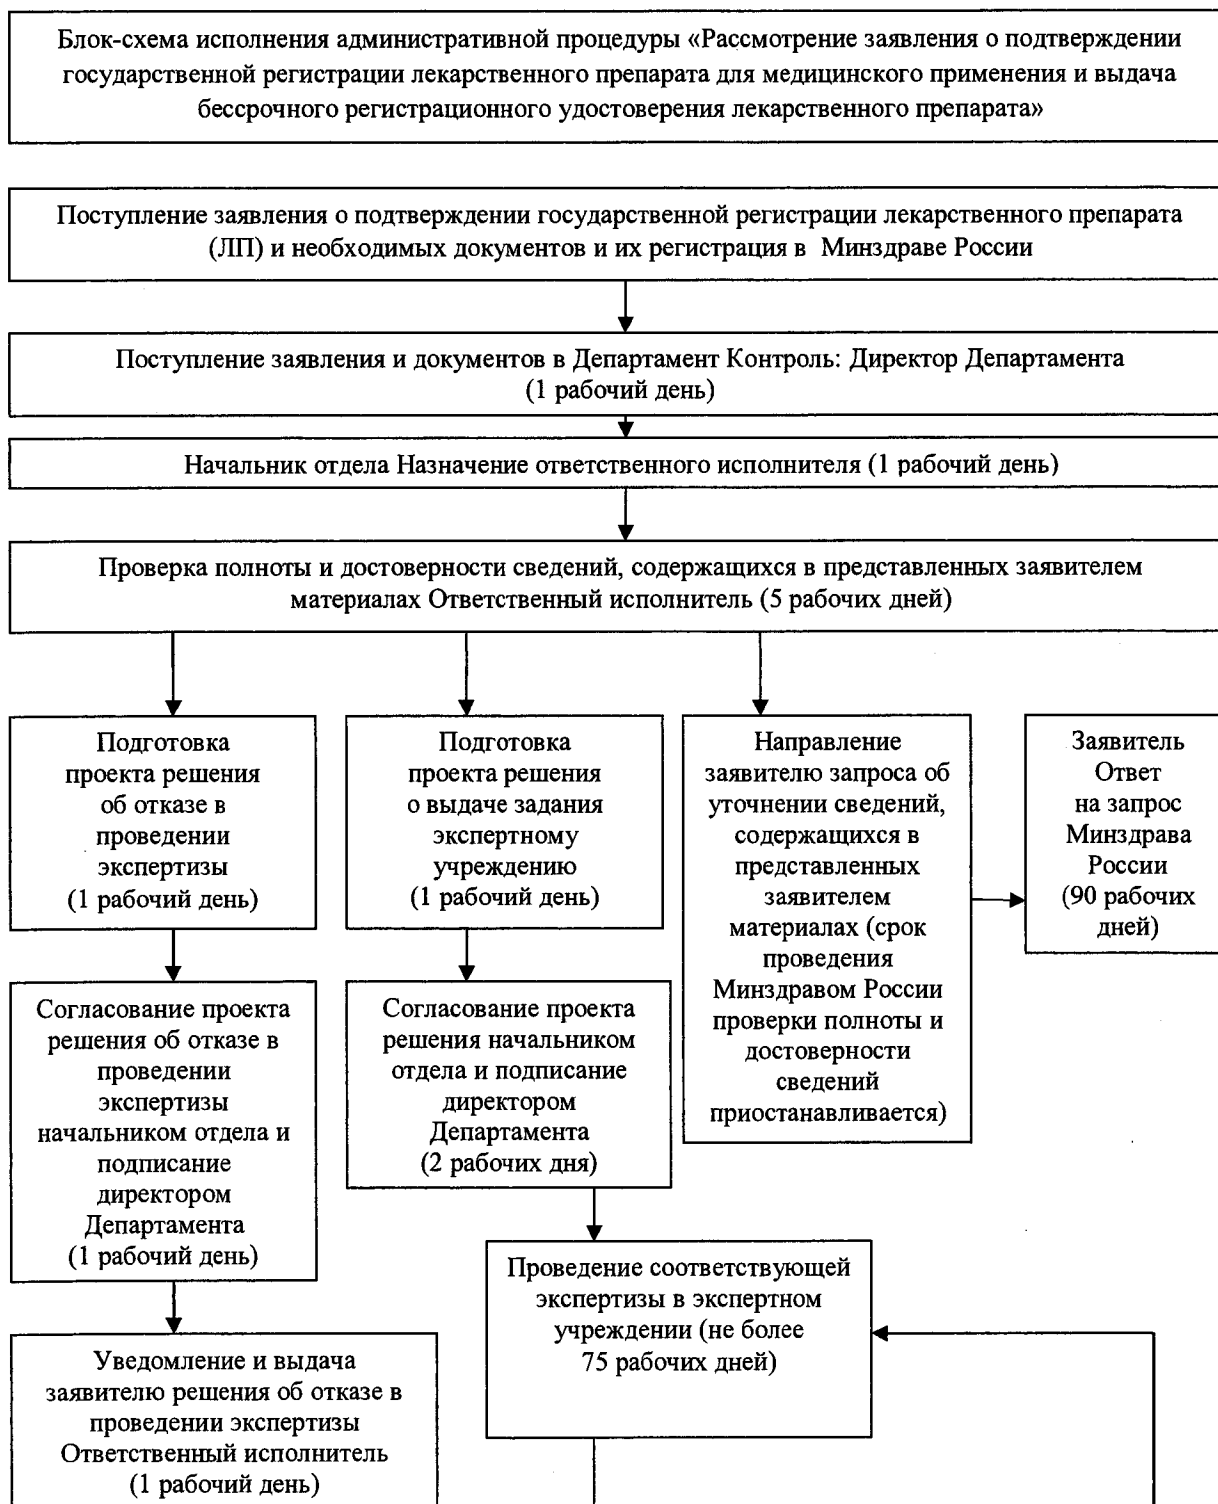 Блок-схема исполнения административной процедуры «Рассмотрение заявления о подтверждении
государственной регистрации лекарственного препарата для медицинского применения и выдача
бессрочного регистрационного удостоверения лекарственного препарата»
Поступление заявления о подтверждении государственной регистрации лекарственного препарата
(ЛП) и необходимых документов и их регистрация в Минздраве России
Поступление заявления и документов в Департамент Контроль: Директор Департамента
(1 рабочий день)
Начальник отдела Назначение ответственного исполнителя (1 рабочий день)
Проверка полноты и достоверности сведений, содержащихся в представленных заявителем
материалах Ответственный исполнитель (5 рабочих дней)
Подготовка
проекта решения
об отказе в
проведении
экспертизы
(1 рабочий день)
Подготовка
проекта решения
о выдаче задания
экспертному
учреждению
(1 рабочий день)
Направление
заявителю запроса об
уточнении сведений,
содержащихся в
представленных
заявителем
материалах (срок
проведения
Минздравом России
проверки полноты и
достоверности
сведений
приостанавливается)
Заявитель
Ответ
на запрос
Минздрава
России
(90 рабочих
дней)
Согласование проекта
решения об отказе в
проведении
экспертизы
начальником отдела и
подписание
директором
Департамента
(1 рабочий день)
Согласование проекта
решения начальником
отдела и подписание
директором
Департамента
(2 рабочих дня)
Проведение соответствующей
экспертизы в экспертном
учреждении (не более
75 рабочих дней)
Уведомление и выдача
заявителю решения об отказе в
проведении экспертизы
Ответственный исполнитель
(1 рабочий день)